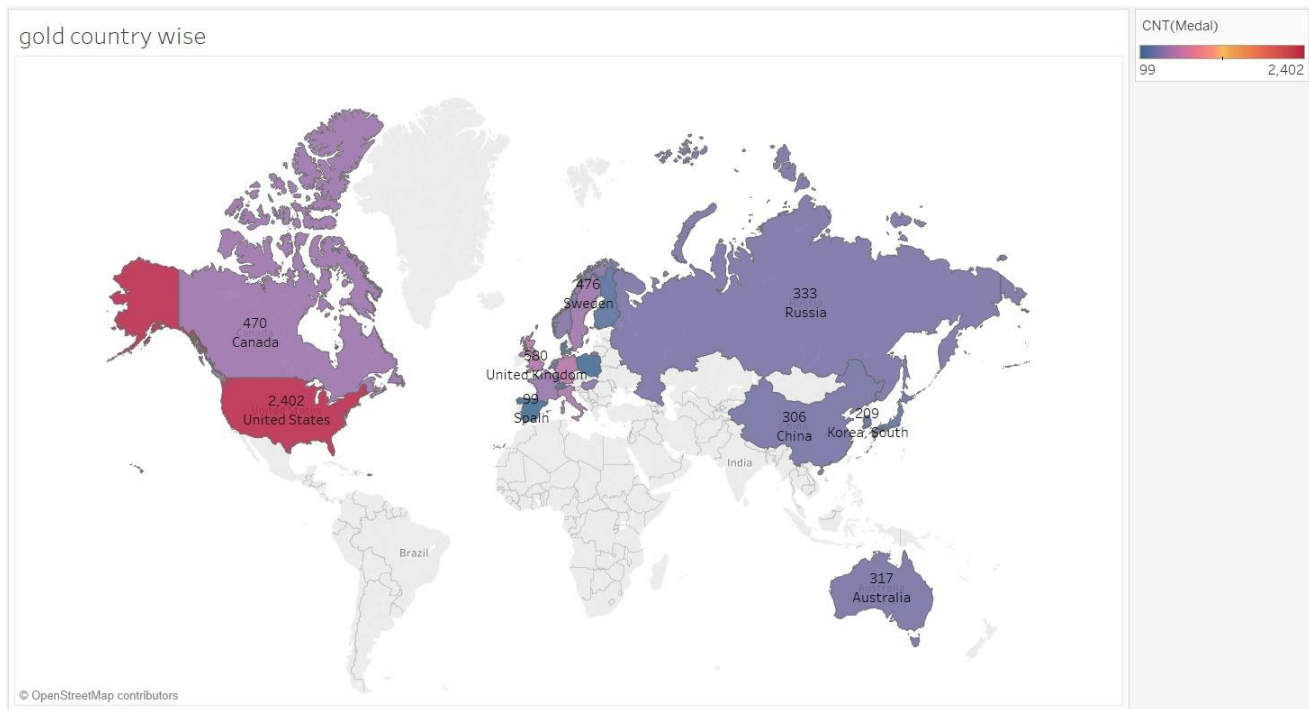 gold country wise
CNT(Medal)
99
2,402
476
Sweden
333
Russia
470
Canada
580
United Kingdom
2,402
United States
99
Spain
306
China
209
Korea, South
India
Brazil
317
Australia
© OpenStreetMap contributors